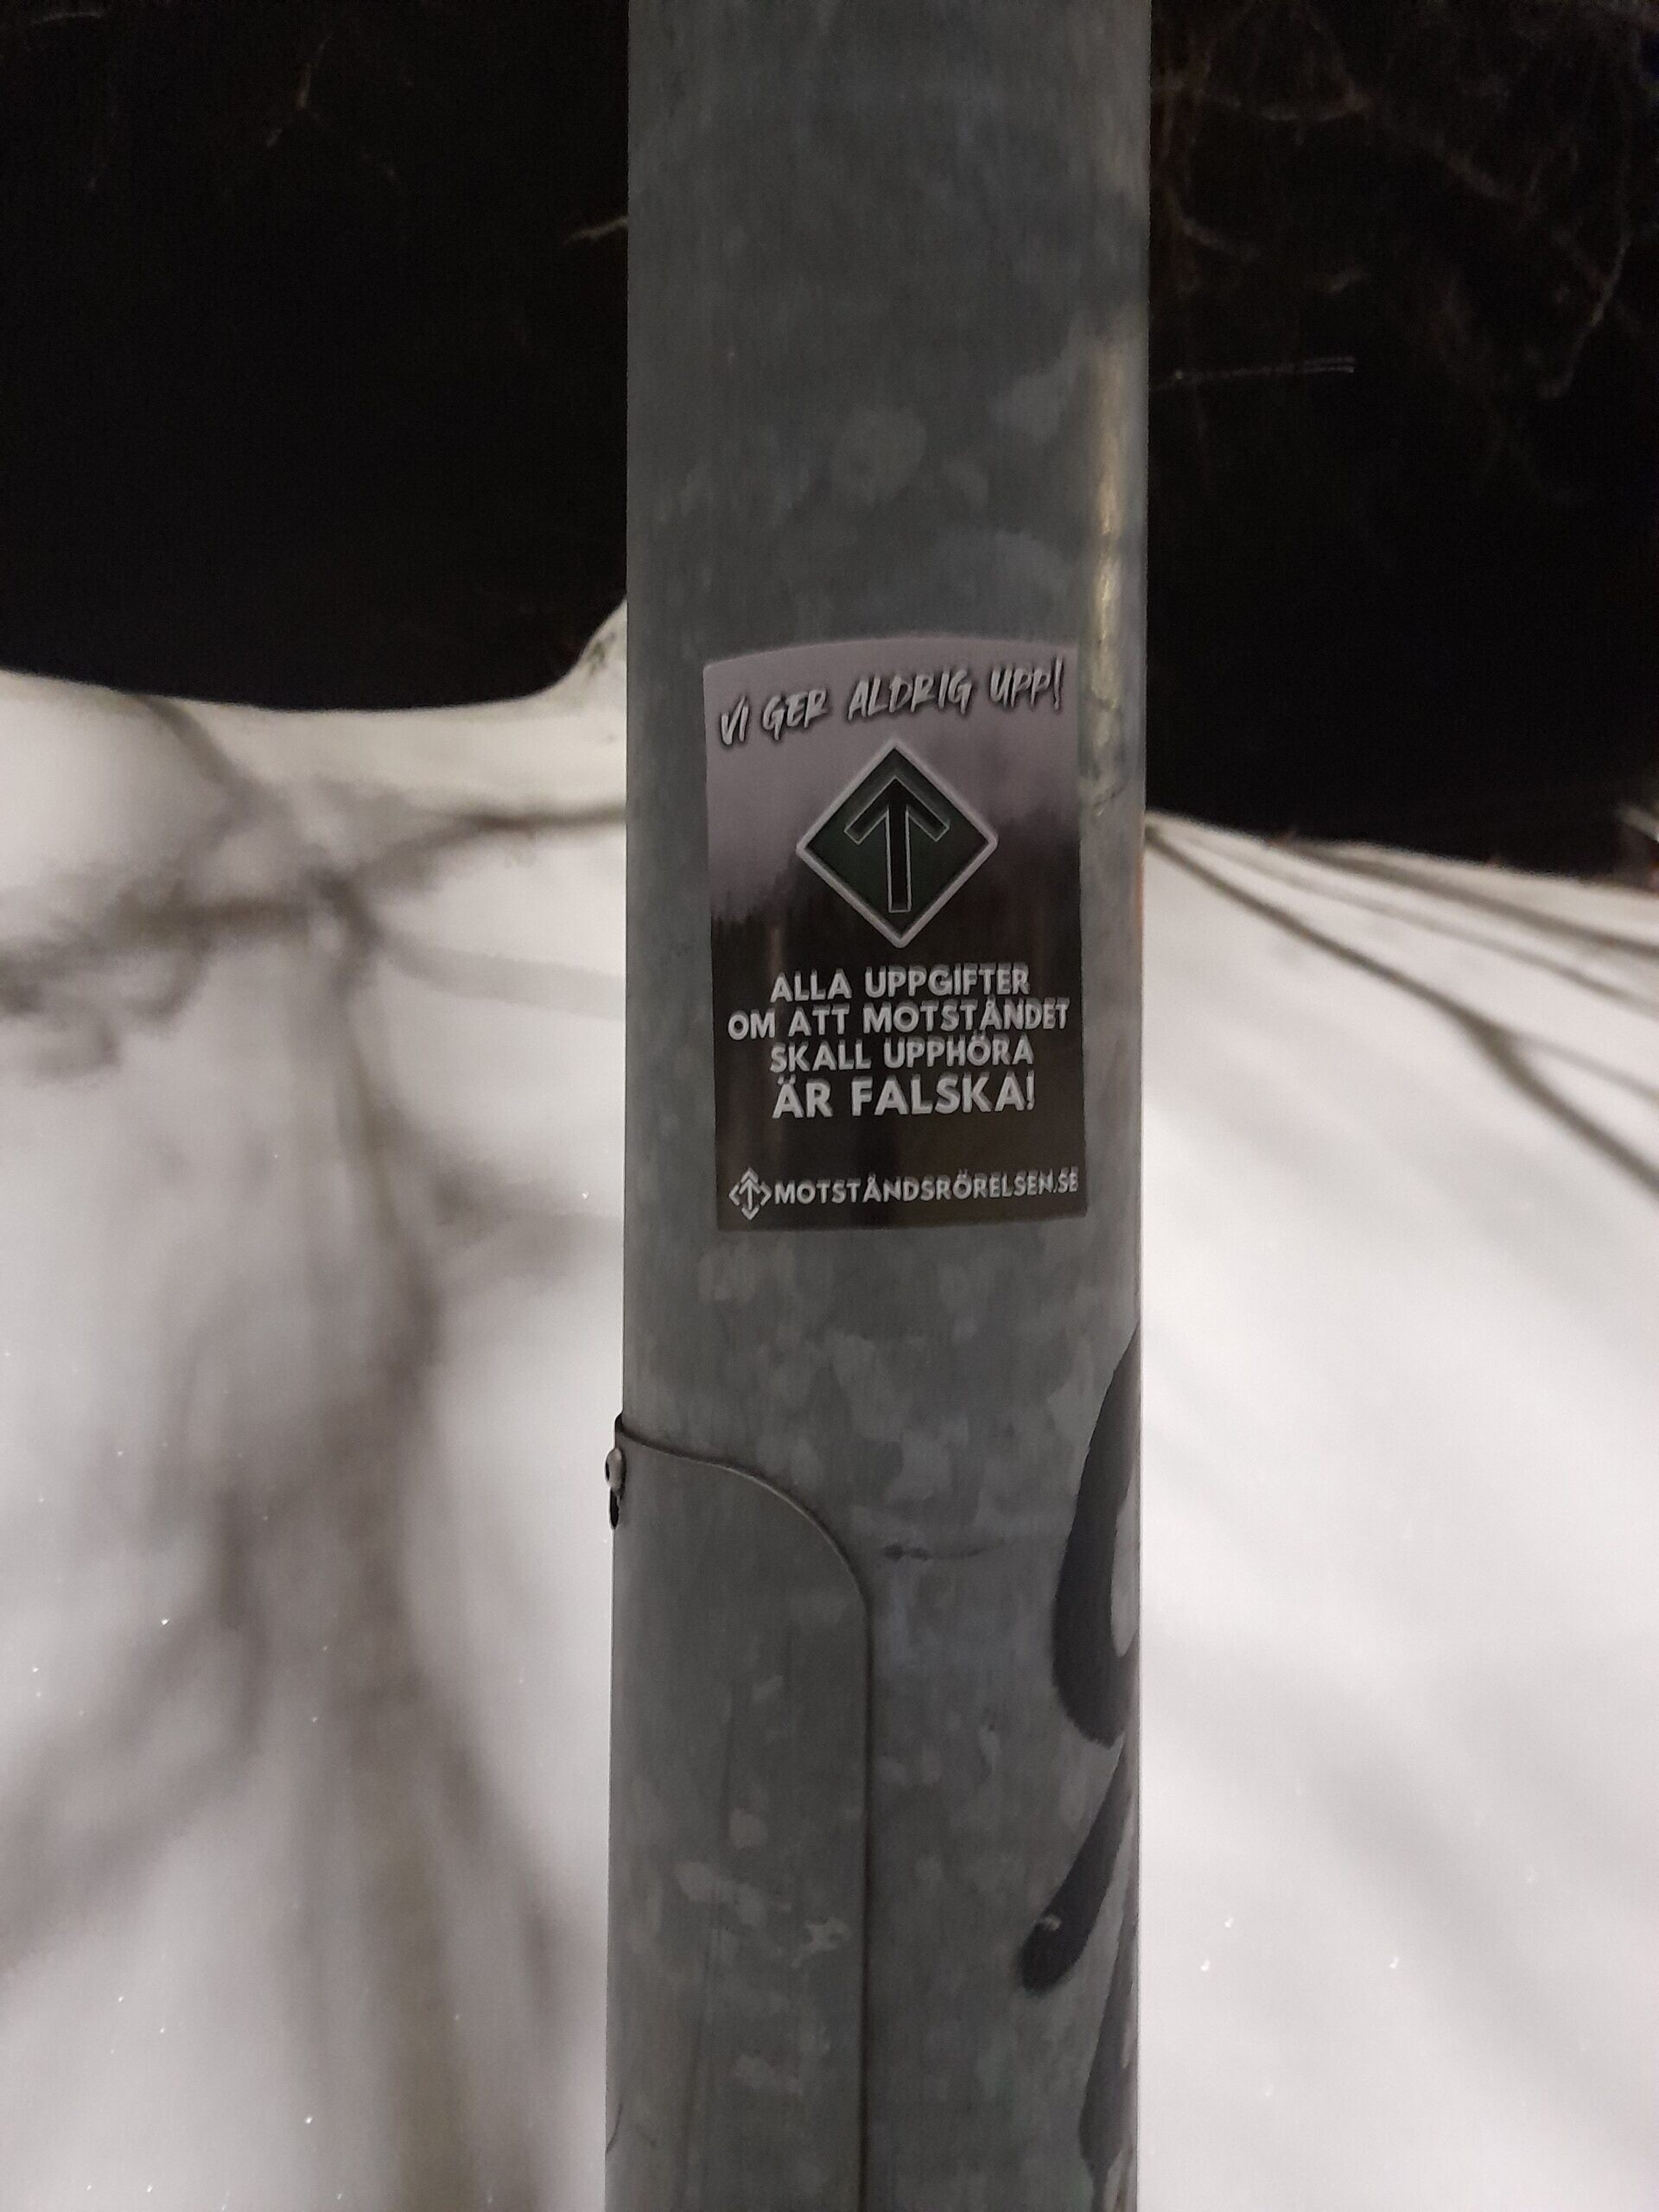 VI GER ALDRIG UPP!
ALLA UPPGIFTER
OM ATT MOTSTÅNDET
SKALL UPPHÖRA
ÄR FALSKA!
MOTSTÅNDSRÖRELSEN.SE